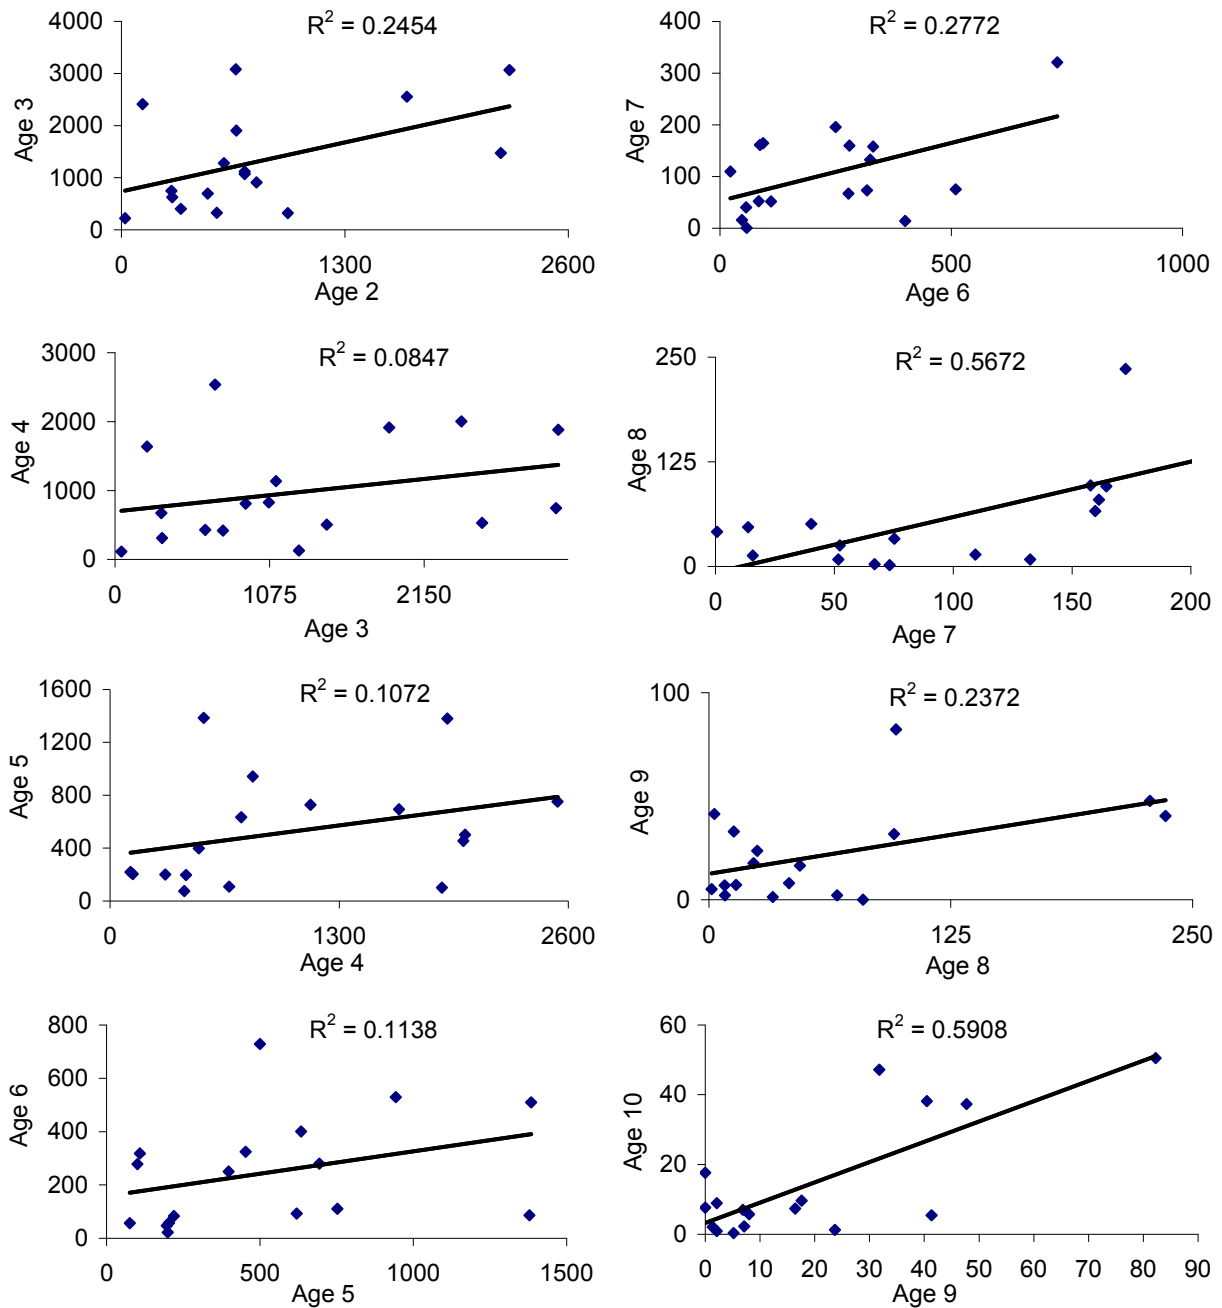 R² = 0.2454
4000
3000
2000
1000
0
Age 3
0 1300 2600
Age 2
R² = 0.2772
400
300
200
100
0
Age 7
0 500 1000
Age 6
R² = 0.0847
3000
2000
1000
0
Age 4
0 1075 2150
Age 3
R² = 0.5672
250
125
0
Age 8
0 50 100 150 200
Age 7
R² = 0.1072
1600
1200
800
400
0
Age 5
0 1300 2600
Age 4
R² = 0.2372
100
0
Age 9
0 125 250
Age 8
R² = 0.1138
800
600
400
200
0
Age 6
0 500 1000 1500
Age 5
R² = 0.5908
60
40
20
0
Age 10
0 10 20 30 40 50 60 70 80 90
Age 9